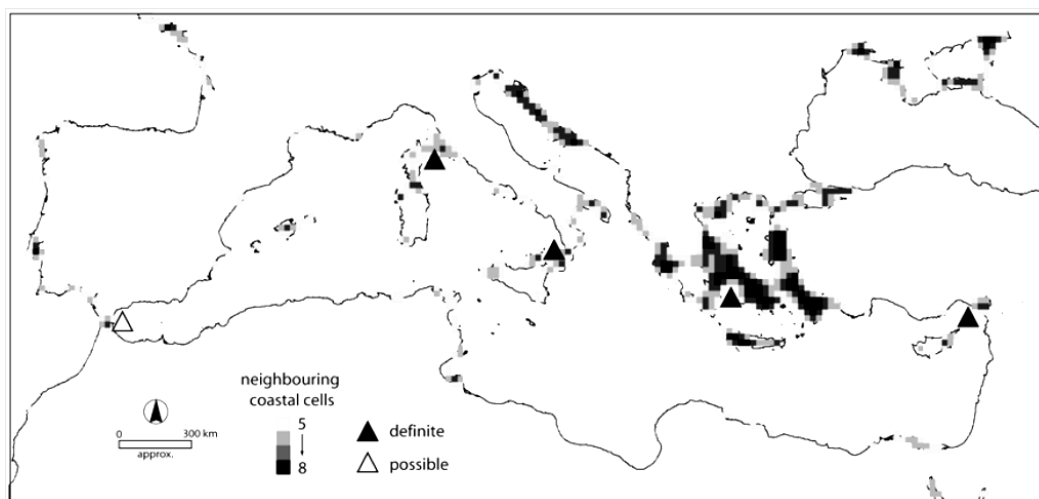 neighbouring
coastal cells
5
8
0
300 km
approx.
definite
possible